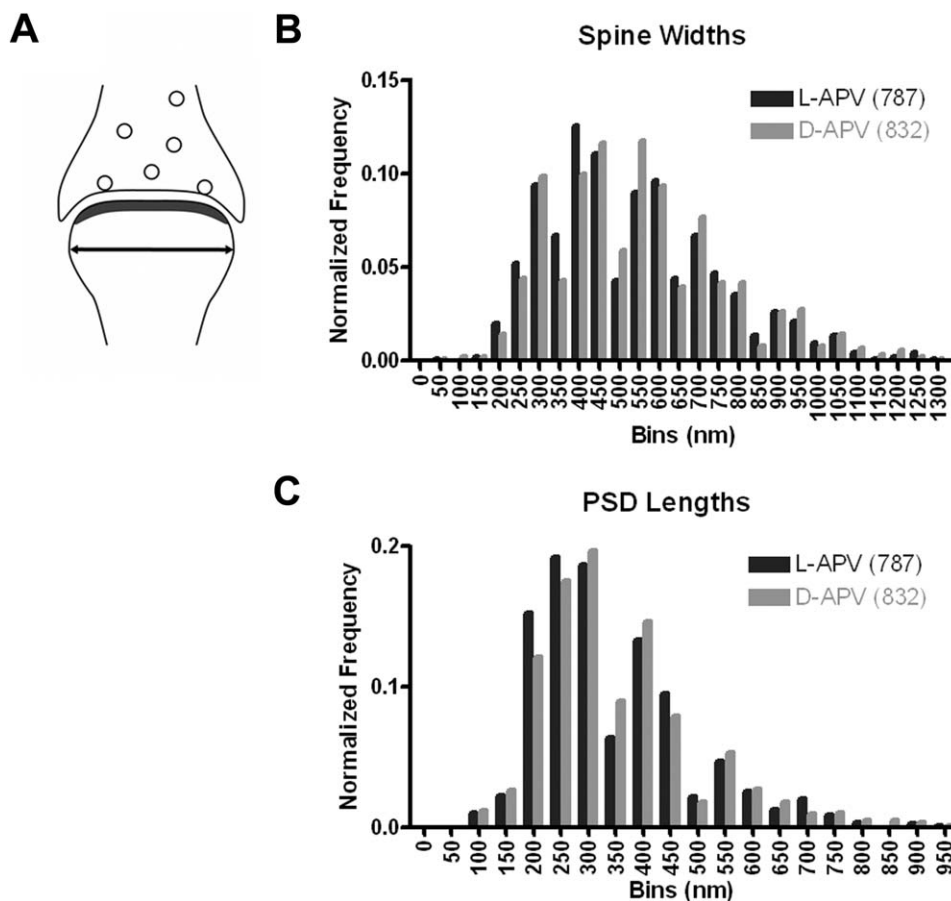 A
B
Spine Widths
L-APV (787)
D-APV (832)
Normalized Frequency
0.15
0.10
0.05
0.00
0 50 100 150 200 250 300 350 400 450 500 550 600 650 700 750 800 850 900 950 1000 1050 1100 1150 1200 1250 1300
Bins (nm)
C
PSD Lengths
L-APV (787)
D-APV (832)
Normalized Frequency
0.2
0.1
0.0
0 50 100 150 200 250 300 350 400 450 500 550 600 650 700 750 800 850 900 950
Bins (nm)